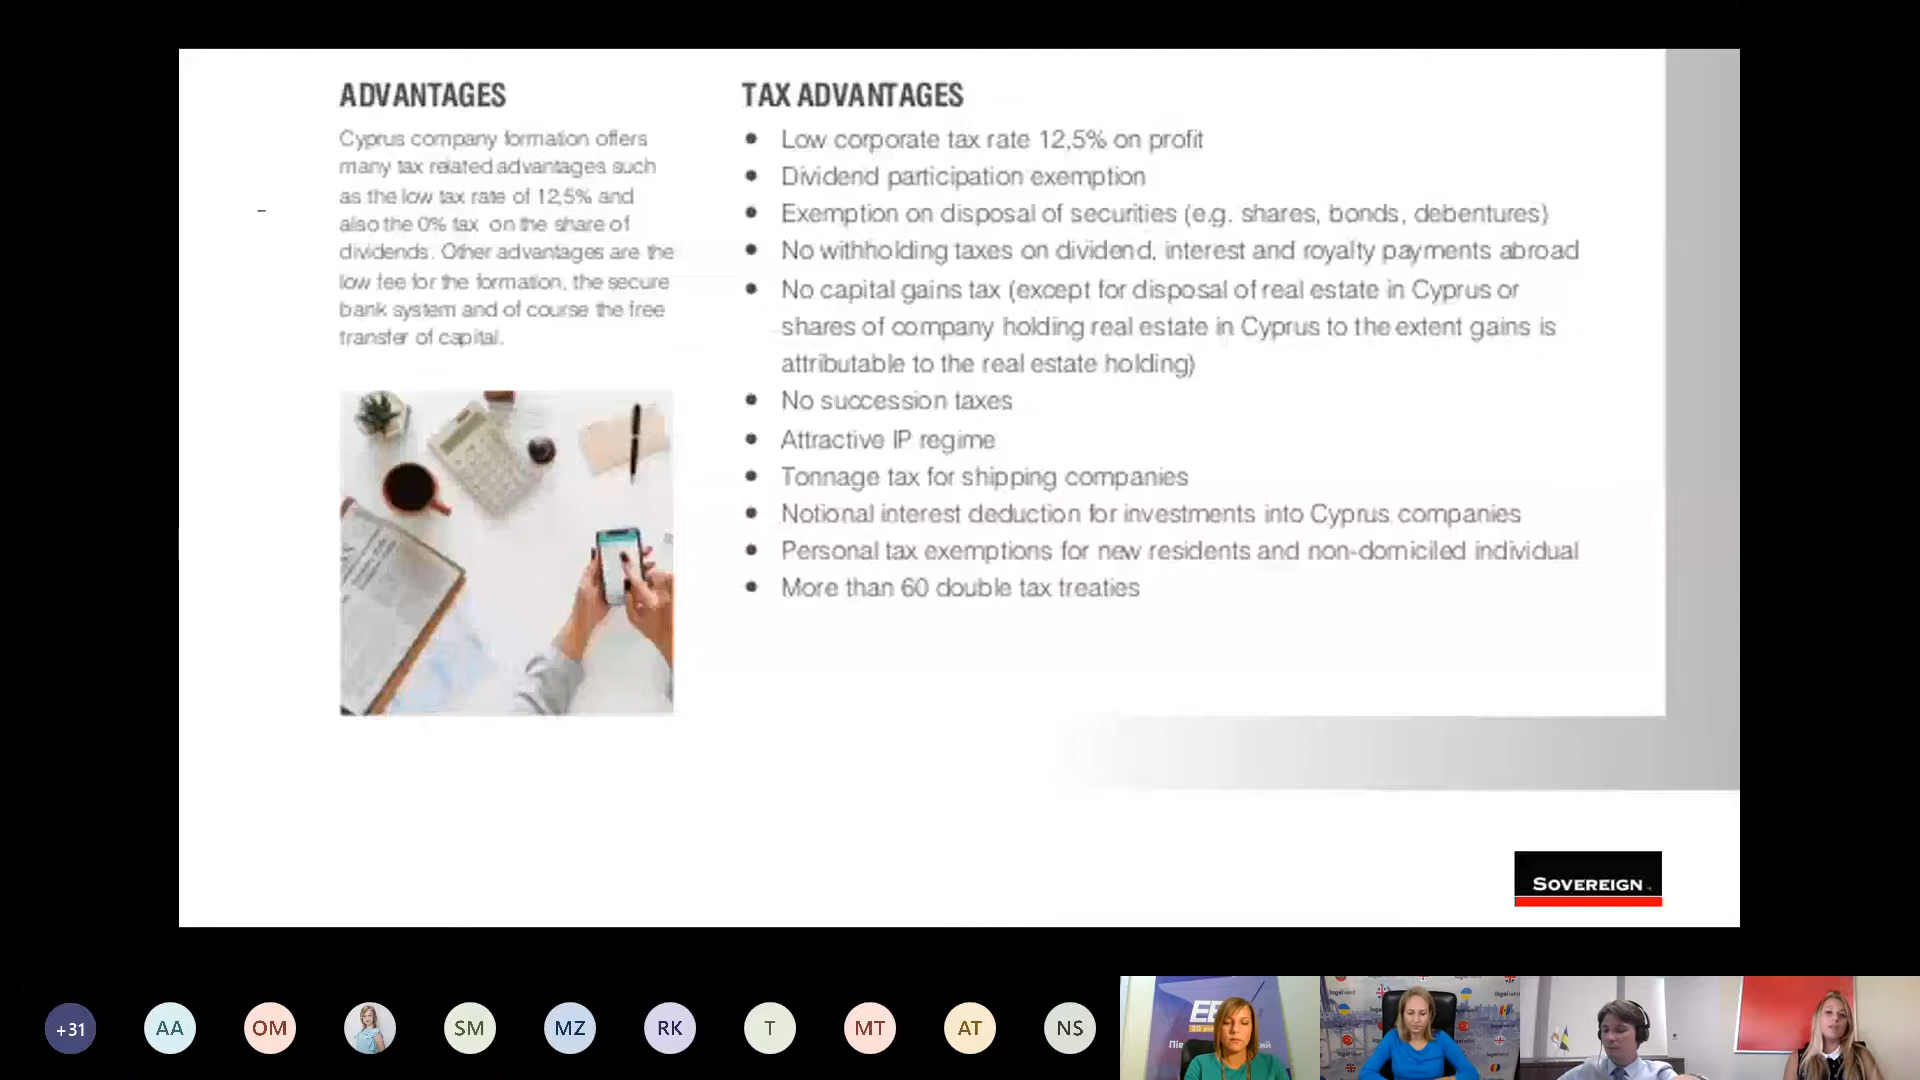 ADVANTAGES
Cyprus company formation offers
many tax related advantages such
as the low tax rate of 12,5% and
also the 0% tax on the share of
dividends. Other advantages are the
low fee for the formation, the secure
bank system and of course the free
transfer of capital.
TAX ADVANTAGES
• Low corporate tax rate 12,5% on profit
• Dividend participation exemption
• Exemption on disposal of securities (e.g. shares, bonds, debentures)
• No withholding taxes on dividend, interest and royalty payments abroad
• No capital gains tax (except for disposal of real estate in Cyprus or
shares of company holding real estate in Cyprus to the extent gains is
attributable to the real estate holding)
• No succession taxes
• Attractive IP regime
• Tonnage tax for shipping companies
• Notional interest deduction for investments into Cyprus companies
• Personal tax exemptions for new residents and non-domiciled individual
• More than 60 double tax treaties
SOVEREIGN
+31
AA
OM
SM
MZ
RK
T
MT
AT
NS